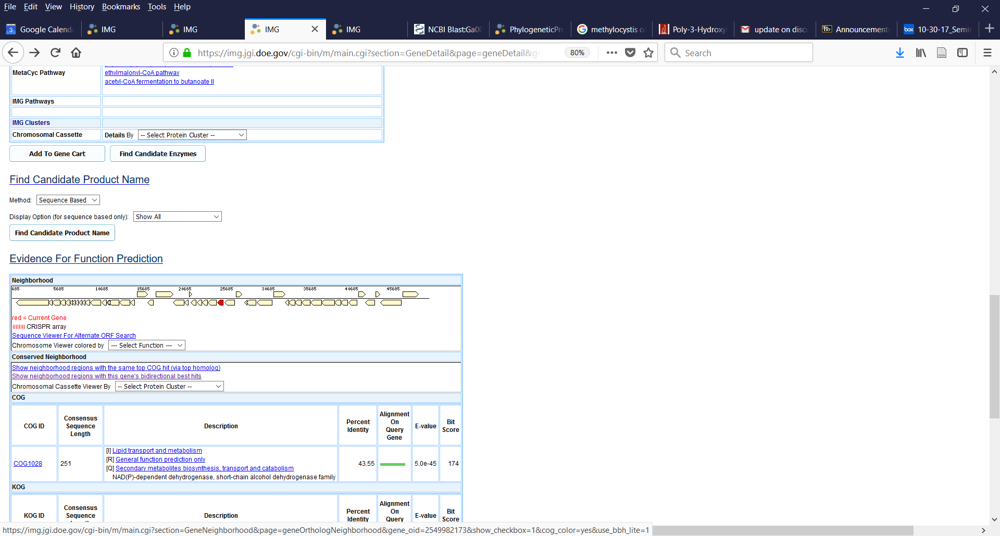 File Edit View History Bookmarks Tools Help
3 Google Calenda IMG IMG IMG IMG NCBI Blast:Ga00 PhylogeneticPro methylocystis o Poly-3-Hydroxy update on discu Bb Announcements box 10-30-17_Semin
https://img.jgi.doe.gov/cgi-bin/m/main.cgi?section=GeneDetail&page=geneDetail&ge 80% Search
MetaCyc Pathway
ethylmalonyl-CoA pathway
acetyl-CoA fermentation to butanoate II
IMG Pathways
IMG Clusters
Chromosomal Cassette Details By -- Select Protein Cluster --
Add To Gene Cart Find Candidate Enzymes
Find Candidate Product Name
Method: Sequence Based
Display Option (for sequence based only): Show All
Find Candidate Product Name
Evidence For Function Prediction
Neighborhood
685 5685 10685 15685 20685 25685 30685 35685 40685 45685
red = Current Gene
CRISPR array
Sequence Viewer For Alternate ORF Search
Chromosome Viewer colored by --- Select Function ---
Conserved Neighborhood
Show neighborhood regions with the same top COG hit (via top homolog)
Show neighborhood regions with this gene's bidirectional best hits
Chromosomal Cassette Viewer By -- Select Protein Cluster --
COG
COG ID Consensus Sequence Length Description Percent Identity Alignment On Query Gene E-value Bit Score
COG1028 251 [I] Lipid transport and metabolism
[R] General function prediction only
[Q] Secondary metabolites biosynthesis, transport and catabolism
NAD(P)-dependent dehydrogenase, short-chain alcohol dehydrogenase family
43.55 5.0e-45 174
KOG
KOG ID Consensus Sequence Description Percent Identity Alignment On Query E-value Bit Score
https://img.jgi.doe.gov/cgi-bin/m/main.cgi?section=GeneNeighborhood&page=geneOrthologNeighborhood&gene_oid=2549982173&show_checkbox=1&cog_color=yes&use_bbh_lite=1